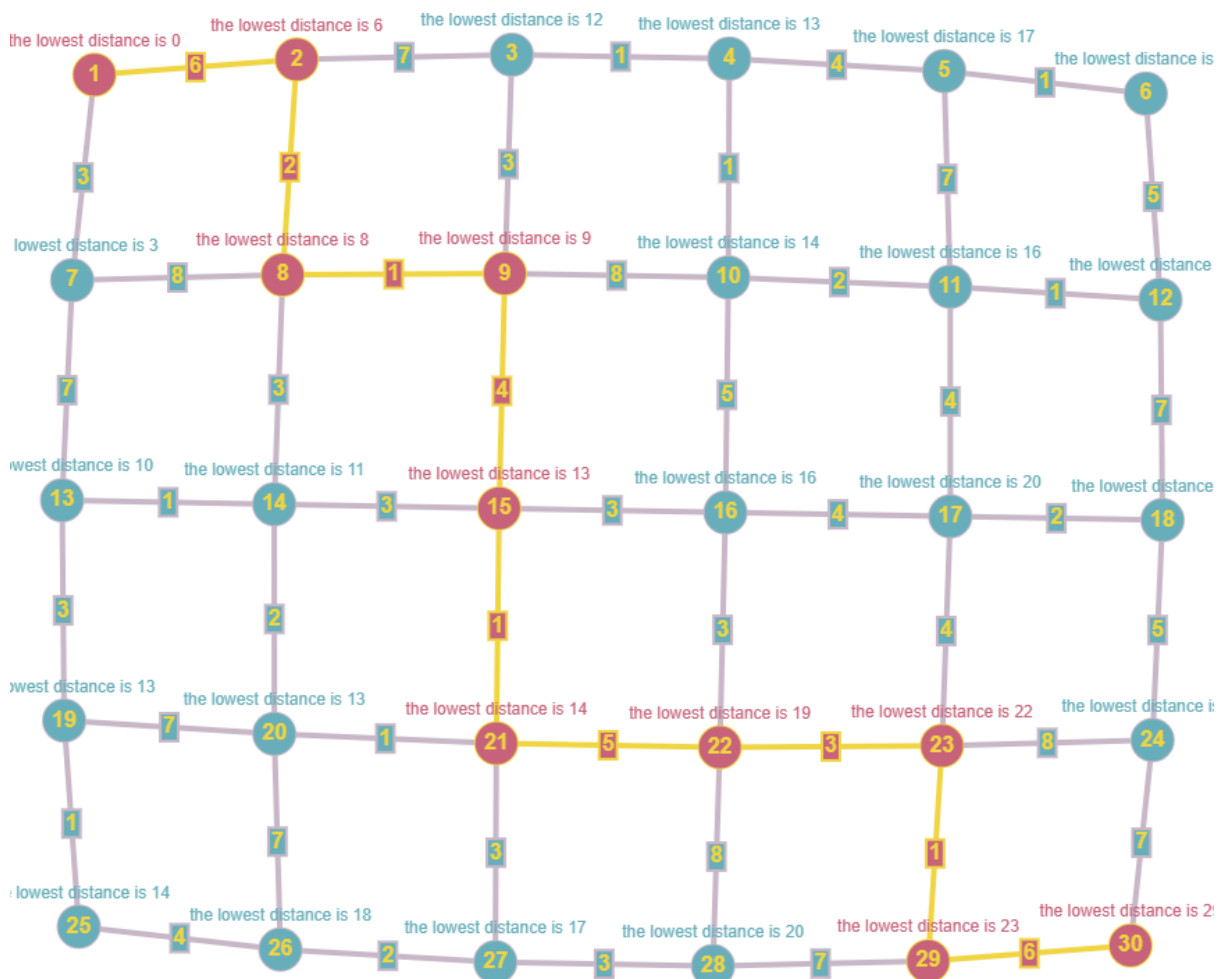 the lowest distance is 0
the lowest distance is 6
the lowest distance is 12
the lowest distance is 13
the lowest distance is 17
the lowest distance is
1
6
2
7
3
1
4
4
5
1
6
3
2
3
1
7
5
lowest distance is 3
the lowest distance is 8
the lowest distance is 9
the lowest distance is 14
the lowest distance is 16
the lowest distance
7
8
8
1
9
8
10
2
11
1
12
7
3
4
5
4
7
owest distance is 10
the lowest distance is 11
the lowest distance is 13
the lowest distance is 16
the lowest distance is 20
the lowest distance
13
1
14
3
15
3
16
4
17
2
18
3
2
1
3
4
5
owest distance is 13
the lowest distance is 13
the lowest distance is 14
the lowest distance is 19
the lowest distance is 22
the lowest distance is
19
7
20
1
21
5
22
3
23
8
24
1
7
3
8
1
7
lowest distance is 14
the lowest distance is 18
the lowest distance is 17
the lowest distance is 20
the lowest distance is 23
the lowest distance is 29
25
4
26
2
27
3
28
7
29
6
30